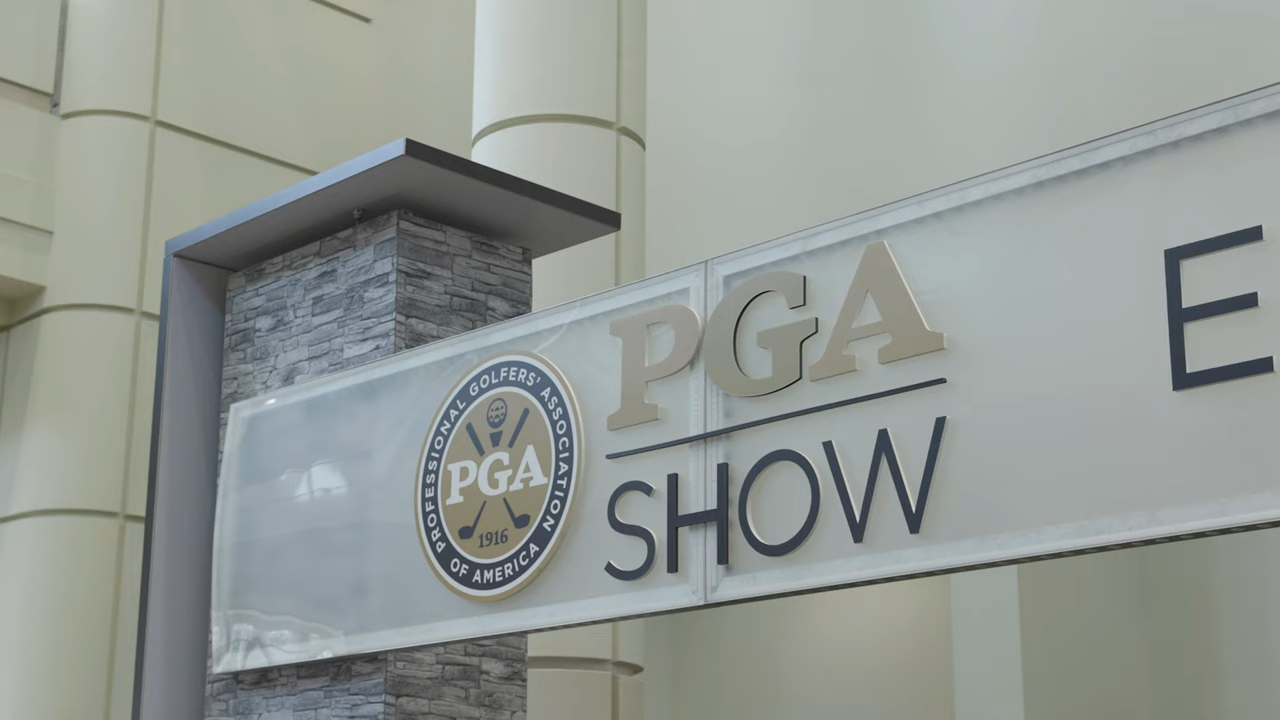 PROFESSIONAL GOLFERS' ASSOCIATION
OF AMERICA
PGA
1916
PGA
SHOW
E